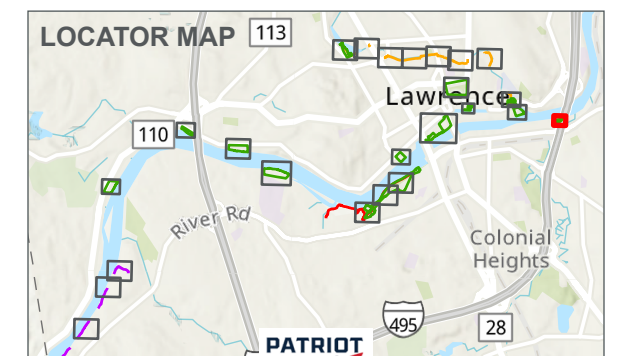 LOCATOR MAP
113
Lawrence
110
River Rd
Colonial
Heights
495
28
PATRIOT